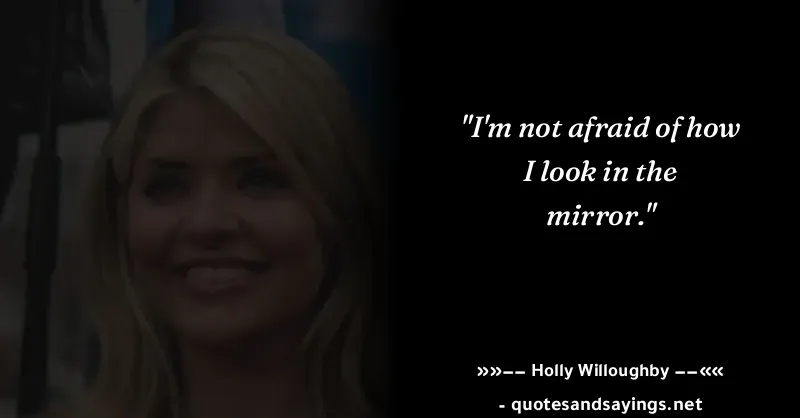 "I'm not afraid of how
I look in the
mirror."
»»−− Holly Willoughby −−««
- quotesandsayings.net